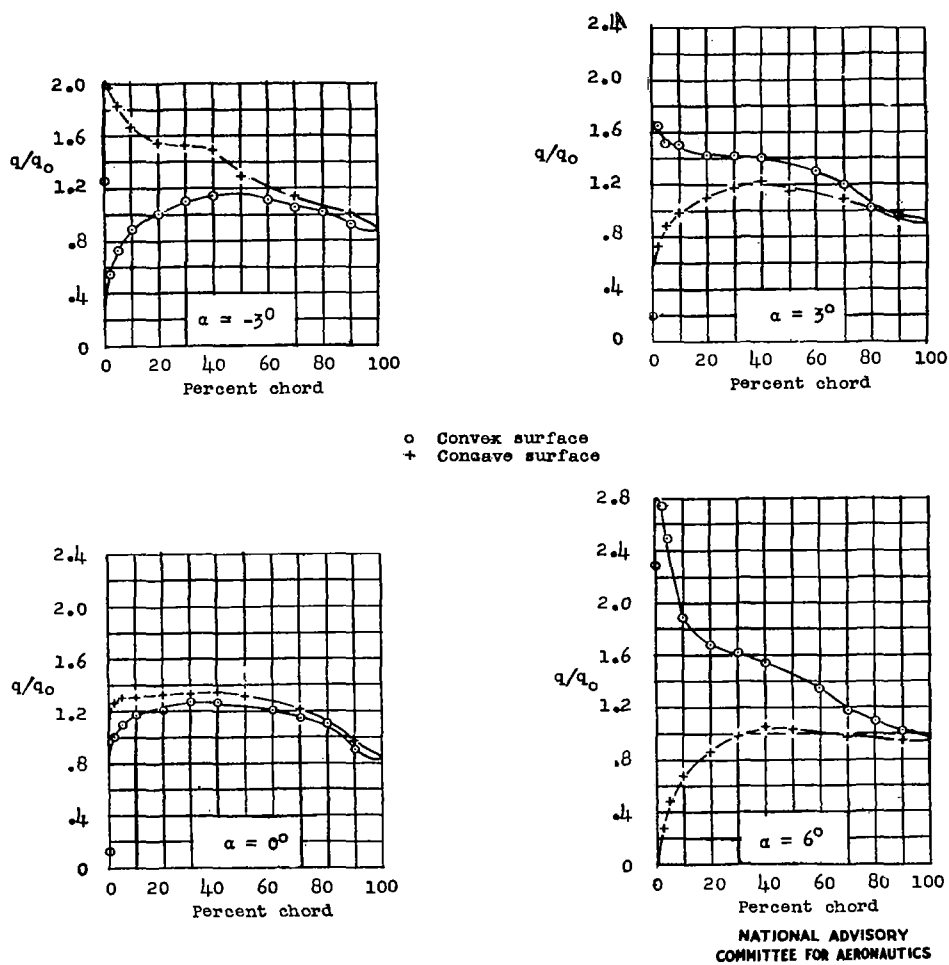 2.4
2.0
1.6
q/q₀
1.2
.8
.4
0
α = -3°
0 20 40 60 80 100
Percent chord
2.0
1.6
q/q₀
1.2
.8
.4
0
α = 3°
0 20 40 60 80 100
Percent chord
o Convex surface
+ Concave surface
2.4
2.0
1.6
q/q₀
1.2
.8
.4
0
α = 0°
0 20 40 60 80 100
Percent chord
2.8
2.4
2.0
1.6
q/q₀
1.2
.8
.4
0
α = 6°
0 20 40 60 80 100
Percent chord
NATIONAL ADVISORY
COMMITTEE FOR AERONAUTICS